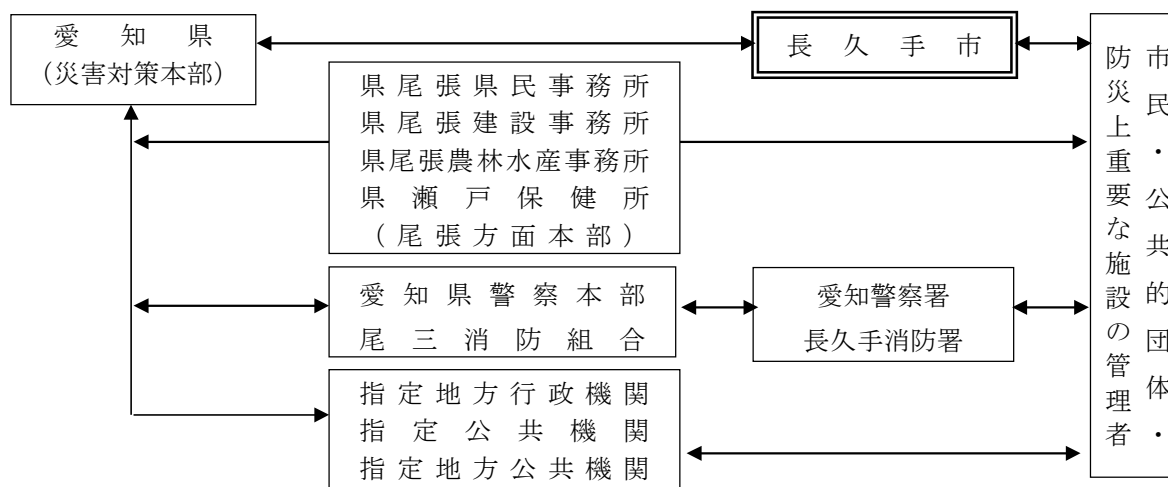 愛知県
(災害対策本部)
長久手市
県尾張県民事務所
県尾張建設事務所
県尾張農林水産事務所
県瀬戸保健所
(尾張方面本部)
愛知県警察本部
尾三消防組合
愛知警察署
長久手消防署
指定地方行政機関
指定公共機関
指定地方公共機関
市民・公共的団体・
防災上重要な施設の管理者